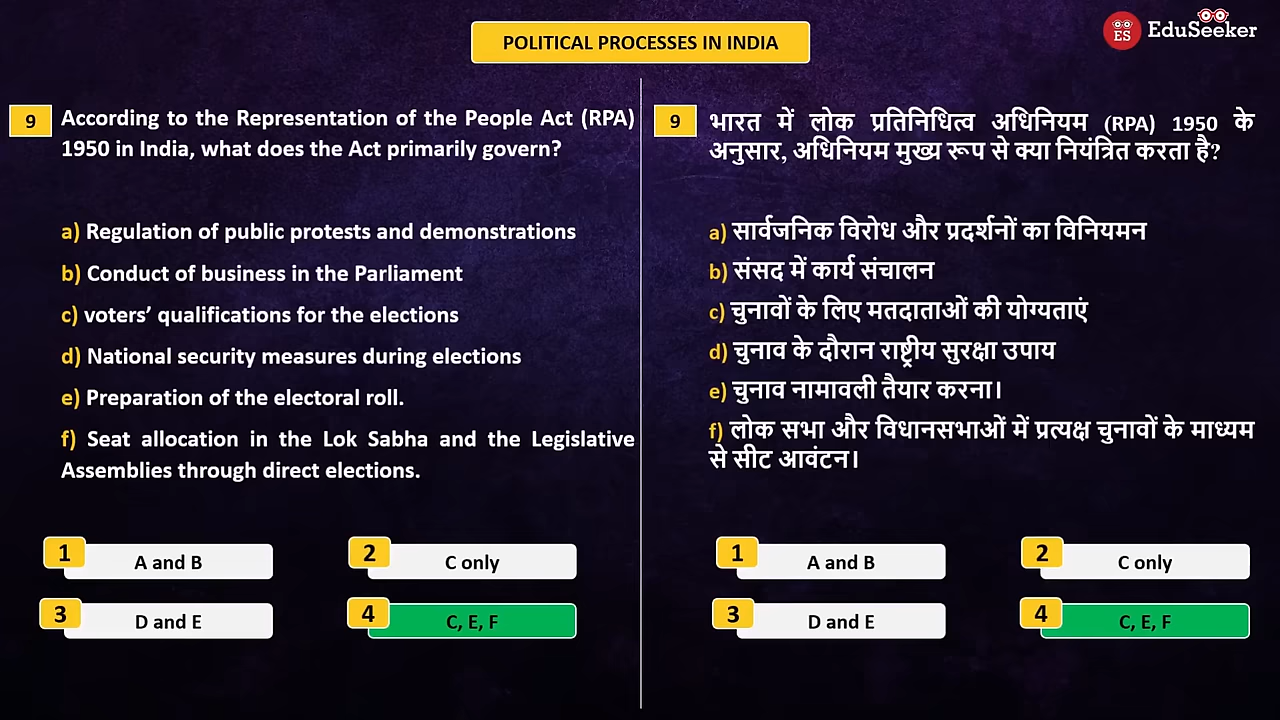 POLITICAL PROCESSES IN INDIA
ES EduSeeker
9 According to the Representation of the People Act (RPA)
1950 in India, what does the Act primarily govern?
a) Regulation of public protests and demonstrations
b) Conduct of business in the Parliament
c) voters’ qualifications for the elections
d) National security measures during elections
e) Preparation of the electoral roll.
f) Seat allocation in the Lok Sabha and the Legislative
Assemblies through direct elections.
1 A and B
2 C only
3 D and E
4 C, E, F
9 भारत में लोक प्रतिनिधित्व अधिनियम (RPA) 1950 के
अनुसार, अधिनियम मुख्य रूप से क्या नियंत्रित करता है?
a) सार्वजनिक विरोध और प्रदर्शनों का विनियमन
b) संसद में कार्य संचालन
c) चुनावों के लिए मतदाताओं की योग्यताएं
d) चुनाव के दौरान राष्ट्रीय सुरक्षा उपाय
e) चुनाव नामावली तैयार करना।
f) लोक सभा और विधानसभाओं में प्रत्यक्ष चुनावों के माध्यम
से सीट आवंटन।
1 A and B
2 C only
3 D and E
4 C, E, F